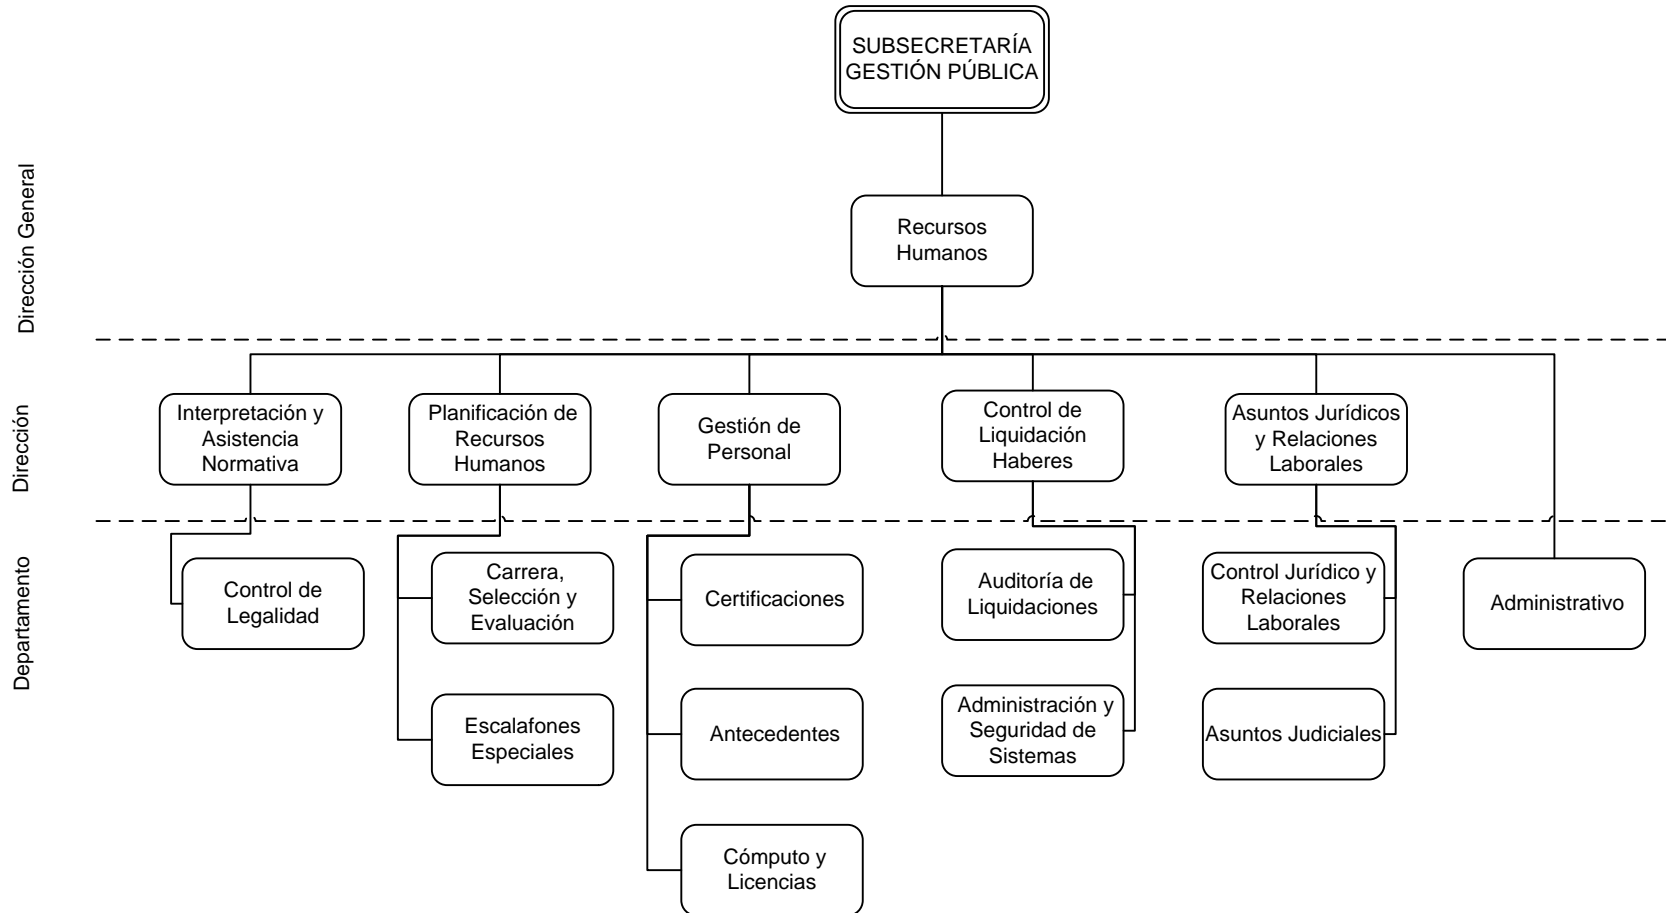 SUBSECRETARÍA
GESTIÓN PÚBLICA
Dirección General
Recursos
Humanos
Dirección
Interpretación y
Asistencia
Normativa
Planificación de
Recursos
Humanos
Gestión de
Personal
Control de
Liquidación
Haberes
Asuntos Jurídicos
y Relaciones
Laborales
Departamento
Control de
Legalidad
Carrera,
Selección y
Evaluación
Certificaciones
Auditoría de
Liquidaciones
Control Jurídico y
Relaciones
Laborales
Administrativo
Escalafones
Especiales
Antecedentes
Administración y
Seguridad de
Sistemas
Asuntos Judiciales
Cómputo y
Licencias